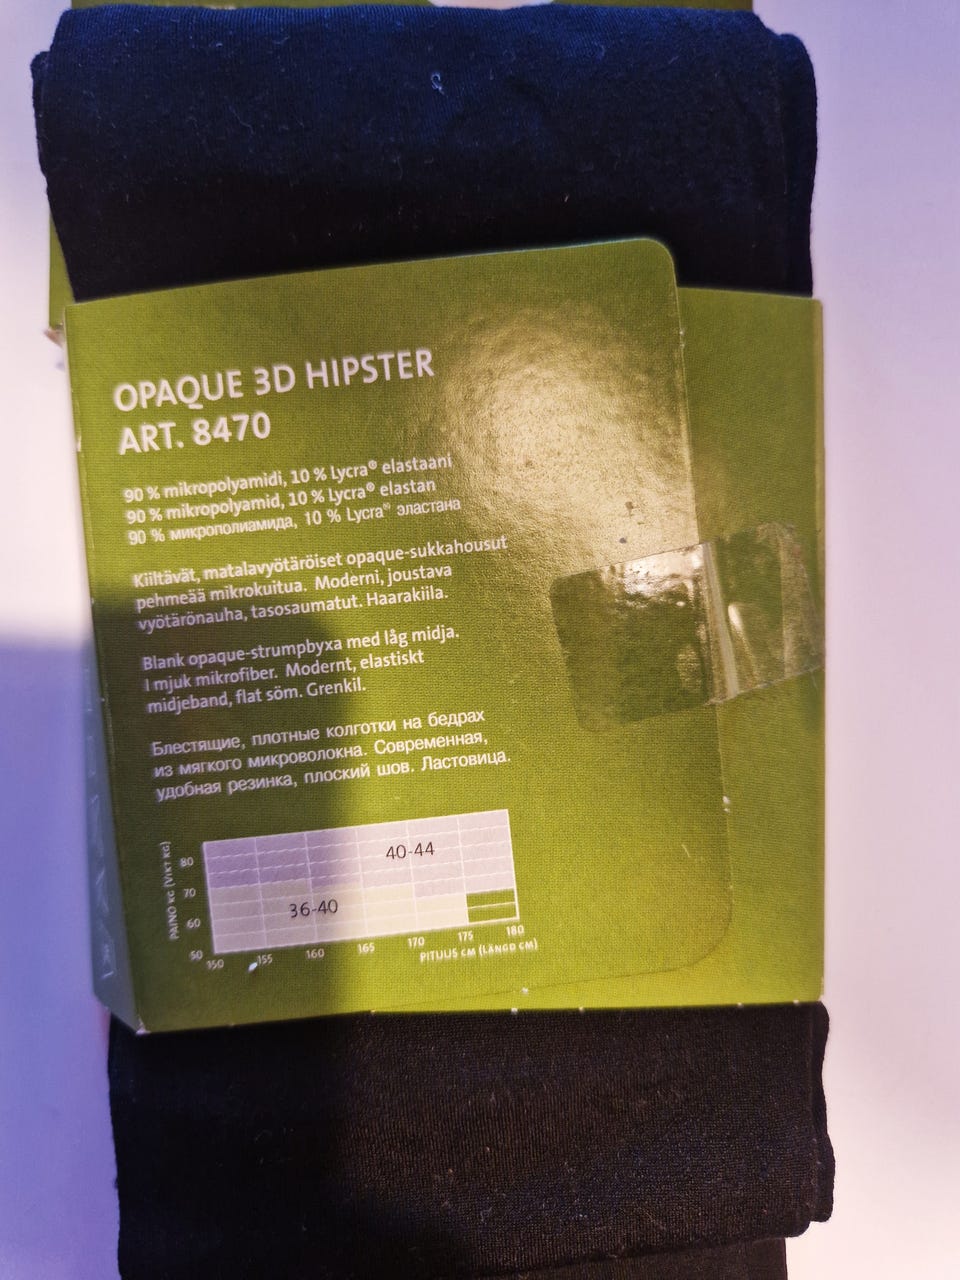 OPAQUE 3D HIPSTER
ART. 8470
90 % mikropolyamidi, 10 % Lycra® elastaani
90 % mikropolyamid, 10 % Lycra® elastan
90 % микрополиамида, 10 % Lycra® эластана
Kiiltävät, matalavyötäröiset opaque-sukkahousut
pehmeää mikrokuitua. Moderni, joustava
vyötärönauha, tasosaumatut. Haarakiila.
Blank opaque-strumpbyxa med låg midja.
I mjuk mikrofiber. Modernt, elastiskt
midjeband, flat söm. Grenkil.
Блестящие, плотные колготки на бедрах
из мягкого микроволокна. Современная,
удобная резинка, плоский шов. Ластовица.
PAINO KG (VIKT KG)
80
70
60
50
40-44
36-40
150 155 160 165 170 175 180
PITUUS CM (LÄNGD CM)